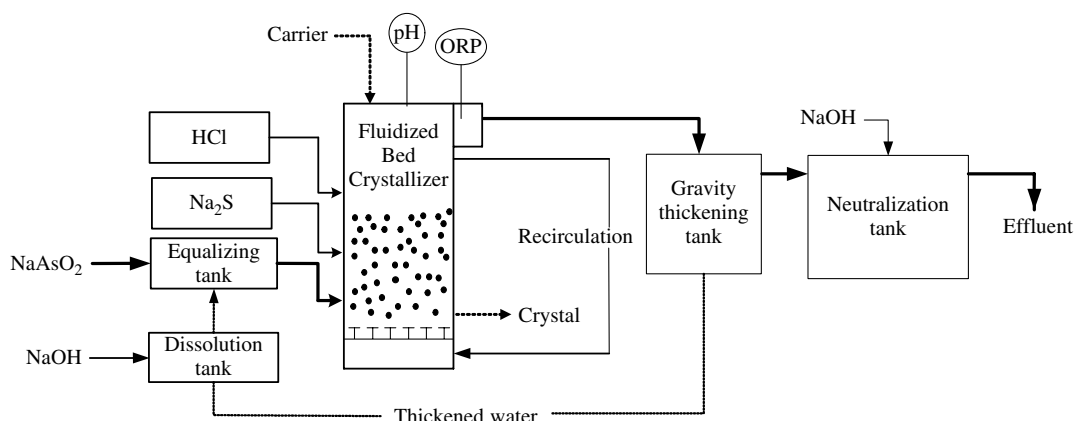 Carrier
pH
ORP
HCl
Na₂S
NaAsO₂
Equalizing
tank
NaOH
Dissolution
tank
Fluidized
Bed
Crystallizer
Recirculation
Crystal
Thickened water
Gravity
thickening
tank
NaOH
Neutralization
tank
Effluent